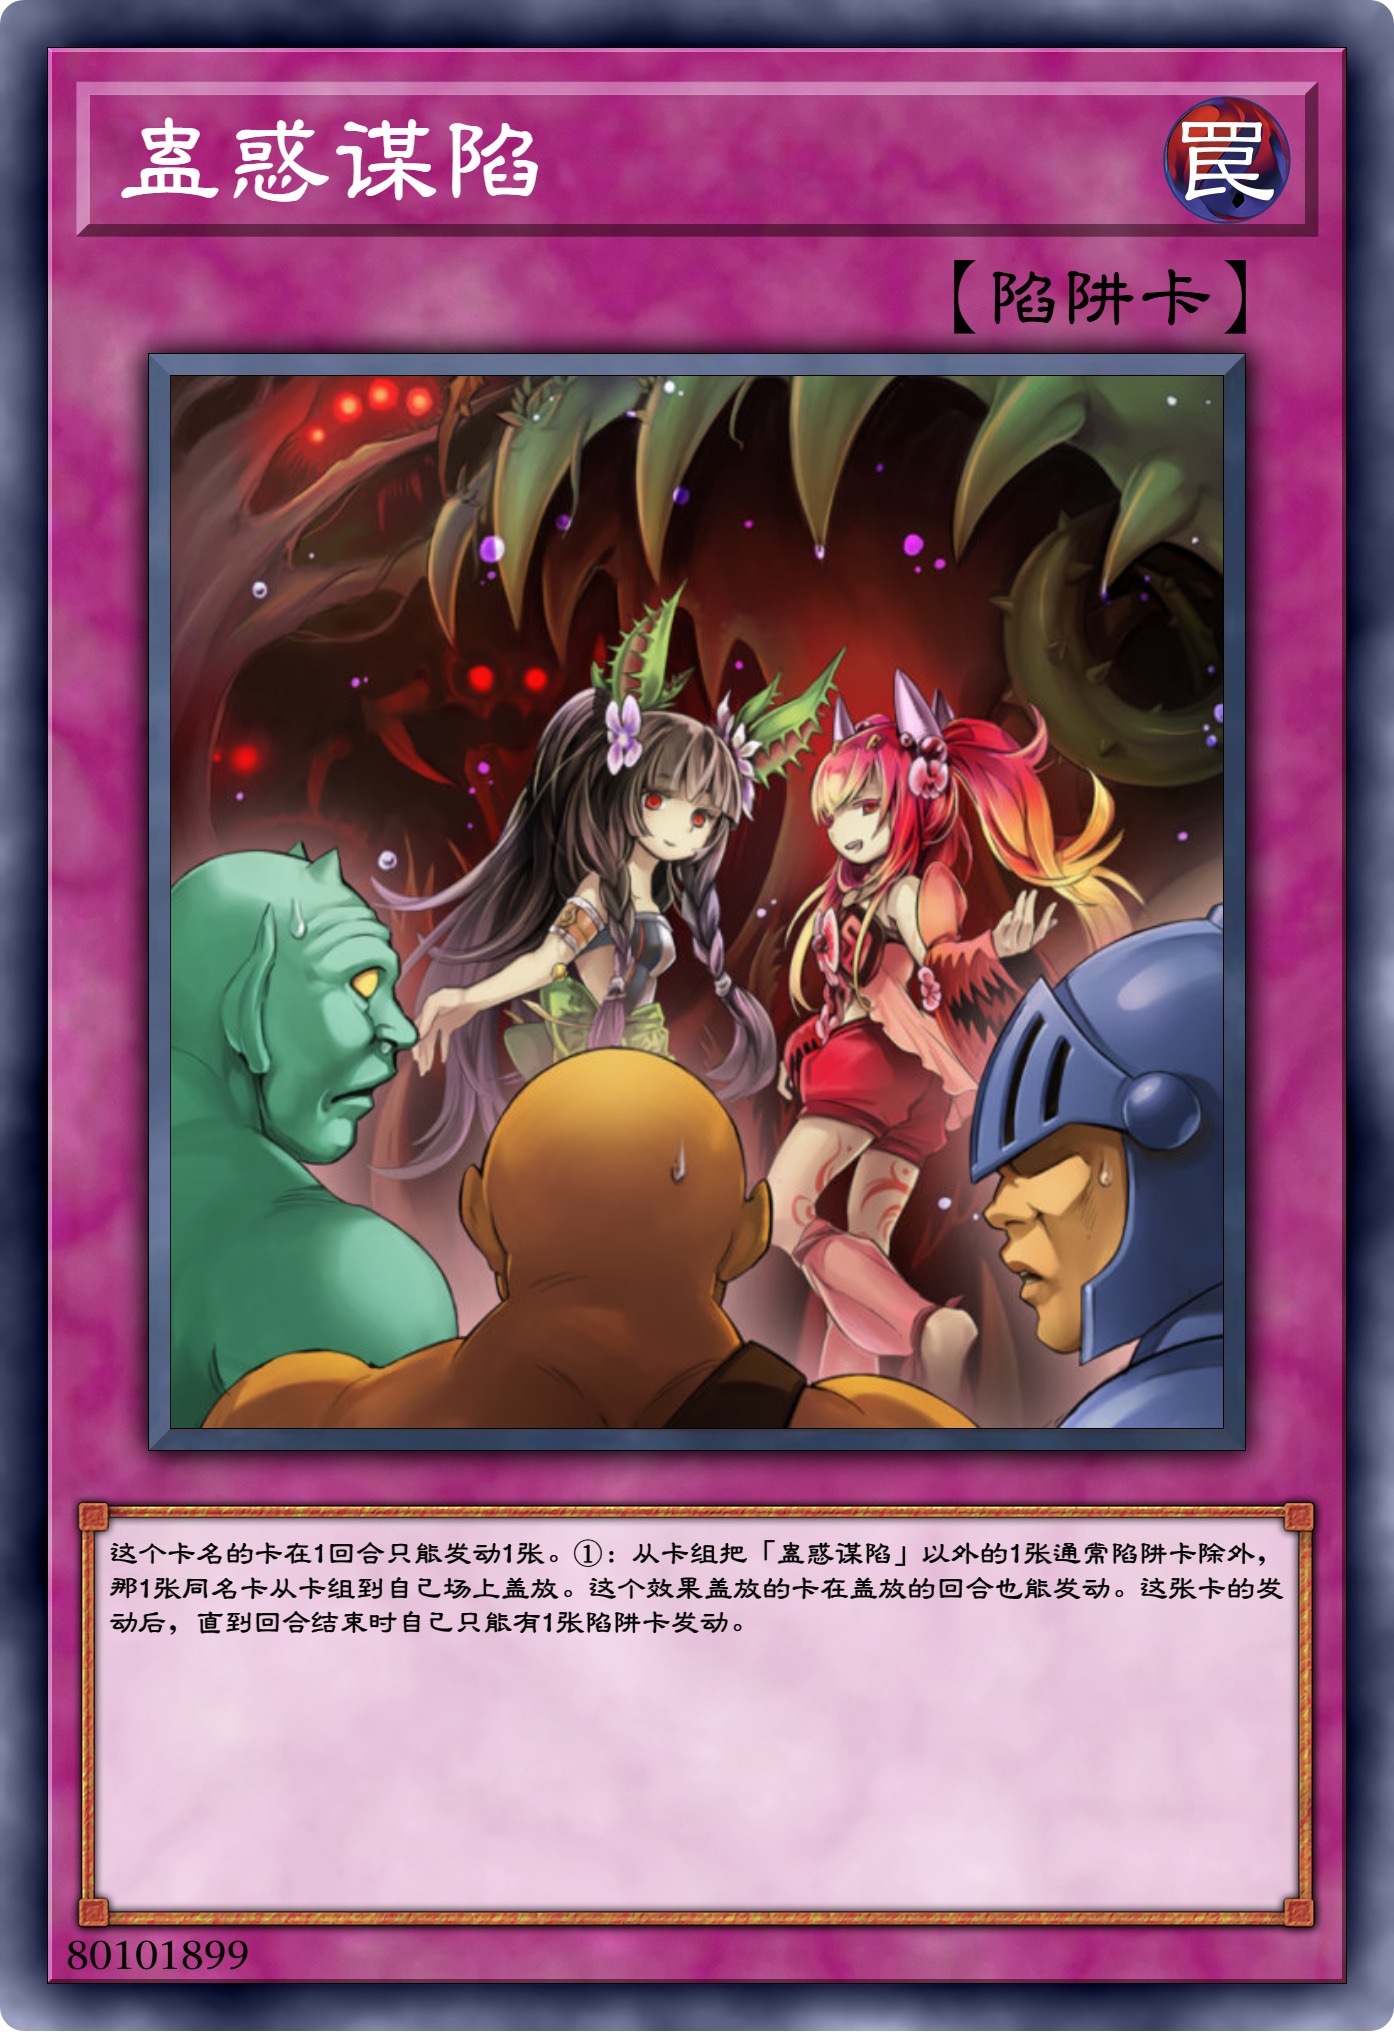 蛊惑谋陷
罠
【陷阱卡】
这个卡名的卡在1回合只能发动1张。①：从卡组把「蛊惑谋陷」以外的1张通常陷阱卡除外，
那1张同名卡从卡组到自己场上盖放。这个效果盖放的卡在盖放的回合也能发动。这张卡的发
动后，直到回合结束时自己只能有1张陷阱卡发动。
80101899